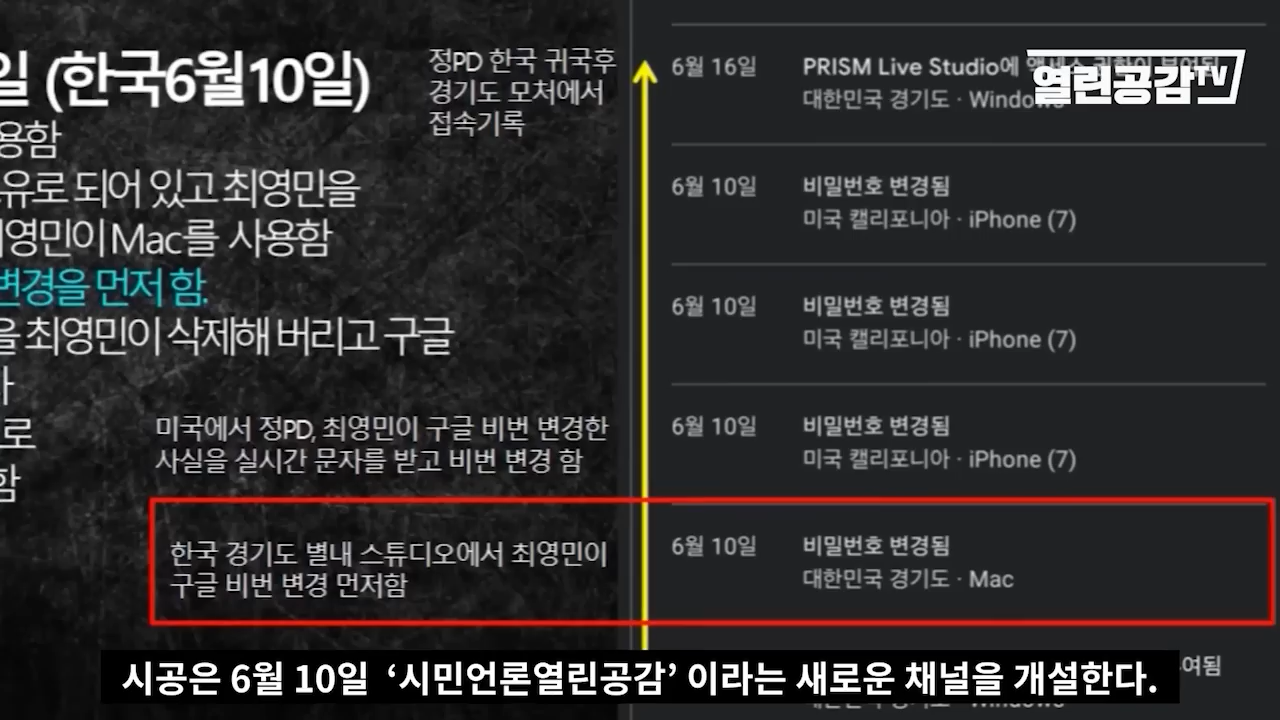 일 (한국6월10일)
용함
유로 되어 있고 최영민을
영민이 Mac를 사용함
변경을 먼저 함.
을 최영민이 삭제해 버리고 구글
로
함
정PD 한국 귀국후
경기도 모처에서
접속기록
미국에서 정PD, 최영민이 구글 비번 변경한
사실을 실시간 문자를 받고 비번 변경 함
한국 경기도 별내 스튜디오에서 최영민이
구글 비번 변경 먼저함
6월 16일
PRISM Live Studio에 액세스 권한이 부여됨
대한민국 경기도 · Windows
열린공감TV
6월 10일
비밀번호 변경됨
미국 캘리포니아 · iPhone (7)
6월 10일
비밀번호 변경됨
미국 캘리포니아 · iPhone (7)
6월 10일
비밀번호 변경됨
미국 캘리포니아 · iPhone (7)
6월 10일
비밀번호 변경됨
대한민국 경기도 · Mac
여됨
시공은 6월 10일 ‘시민언론열린공감’ 이라는 새로운 채널을 개설한다.